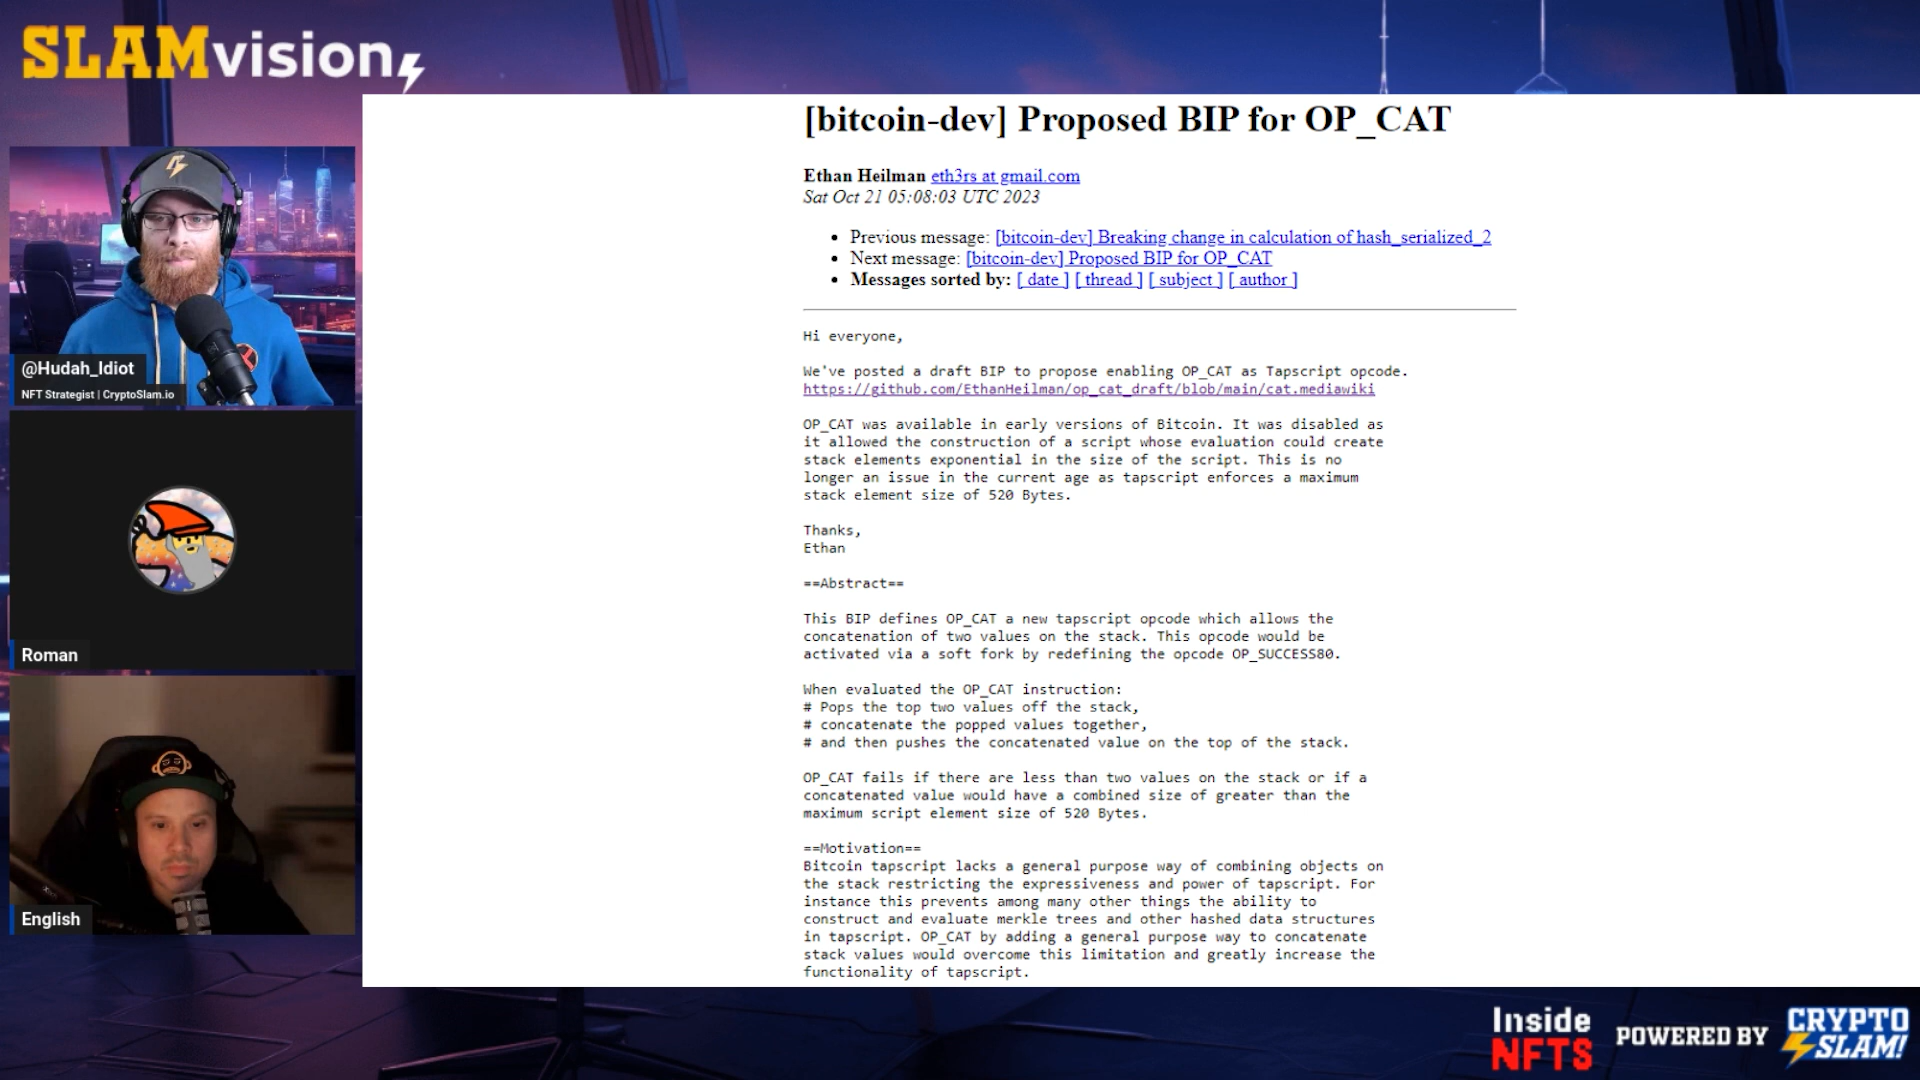 SLAMvision
[bitcoin-dev] Proposed BIP for OP_CAT
Ethan Heilman eth3rs at gmail.com
Sat Oct 21 05:08:03 UTC 2023
Previous message: [bitcoin-dev] Breaking change in calculation of hash_serialized_2
Next message: [bitcoin-dev] Proposed BIP for OP_CAT
Messages sorted by: [ date ] [ thread ] [ subject ] [ author ]
Hi everyone,
We've posted a draft BIP to propose enabling OP_CAT as Tapscript opcode.
https://github.com/EthanHeilman/op_cat_draft/blob/main/cat.mediawiki
OP_CAT was available in early versions of Bitcoin. It was disabled as
it allowed the construction of a script whose evaluation could create
stack elements exponential in the size of the script. This is no
longer an issue in the current age as tapscript enforces a maximum
stack element size of 520 Bytes.
Thanks,
Ethan
==Abstract==
This BIP defines OP_CAT a new tapscript opcode which allows the
concatenation of two values on the stack. This opcode would be
activated via a soft fork by redefining the opcode OP_SUCCESS80.
When evaluated the OP_CAT instruction:
# Pops the top two values off the stack,
# concatenate the popped values together,
# and then pushes the concatenated value on the top of the stack.
OP_CAT fails if there are less than two values on the stack or if a
concatenated value would have a combined size of greater than the
maximum script element size of 520 Bytes.
==Motivation==
Bitcoin tapscript lacks a general purpose way of combining objects on
the stack restricting the expressiveness and power of tapscript. For
instance this prevents among many other things the ability to
construct and evaluate merkle trees and other hashed data structures
in tapscript. OP_CAT by adding a general purpose way to concatenate
stack values would overcome this limitation and greatly increase the
functionality of tapscript.
@Hudah_Idiot
NFT Strategist | CryptoSlam.io
Roman
English
Inside
NFTS
POWERED BY
CRYPTO
SLAM!